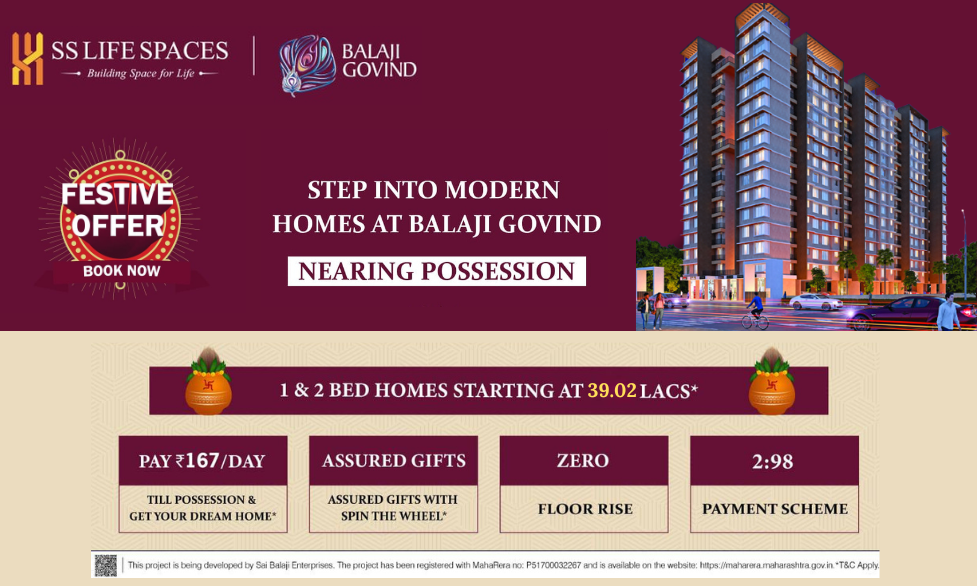 SS LIFE SPACES
Building Space for Life
BALAJI
GOVIND
FESTIVE
OFFER
BOOK NOW
STEP INTO MODERN
HOMES AT BALAJI GOVIND
NEARING POSSESSION
1 & 2 BED HOMES STARTING AT 39.02 LACS*
PAY ₹167/DAY
TILL POSSESSION &
GET YOUR DREAM HOME*
ASSURED GIFTS
ASSURED GIFTS WITH
SPIN THE WHEEL*
ZERO
FLOOR RISE
2:98
PAYMENT SCHEME
This project is being developed by Sai Balaji Enterprises. The project has been registered with MahaRera no: P51700032267 and is available on the website: https://maharera.maharashtra.gov.in.*T&C Apply.